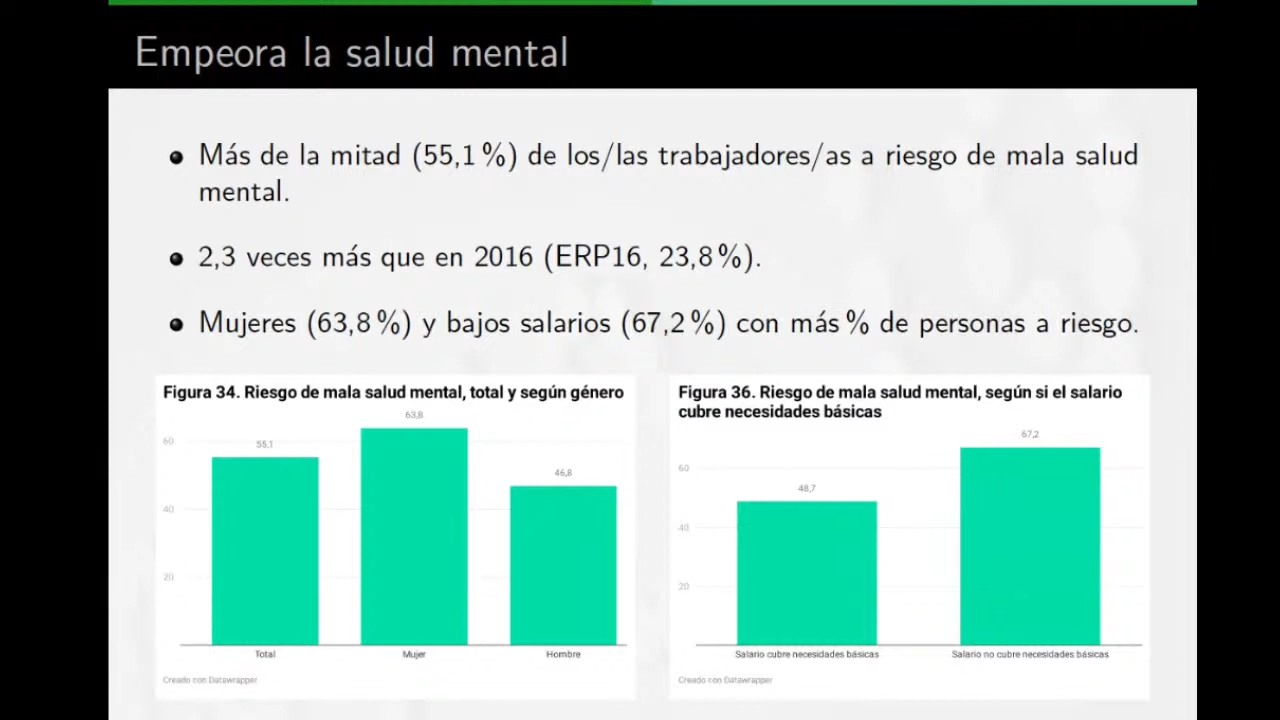 Empeora la salud mental
Más de la mitad (55,1 %) de los/las trabajadores/as a riesgo de mala salud
mental.
2,3 veces más que en 2016 (ERP16, 23,8 %).
Mujeres (63,8 %) y bajos salarios (67,2 %) con más % de personas a riesgo.
Figura 34. Riesgo de mala salud mental, total y según género
63,8
60
55,1
46,8
40
20
Total Mujer Hombre
Creado con Datawrapper
Figura 36. Riesgo de mala salud mental, según si el salario
cubre necesidades básicas
67,2
60
48,7
40
20
Salario cubre necesidades básicas Salario no cubre necesidades básicas
Creado con Datawrapper